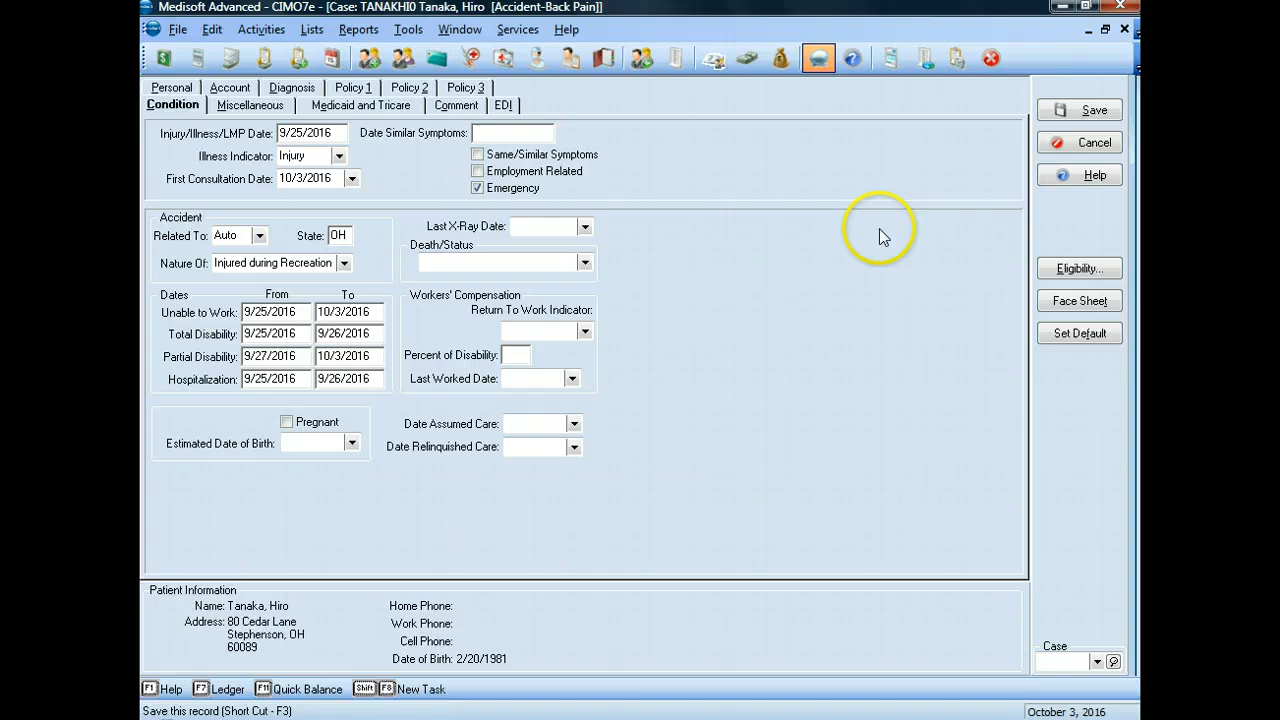 Medisoft Advanced - CIMO7e - [Case: TANAKHI0 Tanaka, Hiro [Accident-Back Pain]]
File Edit Activities Lists Reports Tools Window Services Help
Personal Account Diagnosis Policy 1 Policy 2 Policy 3
Condition Miscellaneous Medicaid and Tricare Comment EDI
Injury/Illness/LMP Date: 9/25/2016 Date Similar Symptoms:
Illness Indicator: Injury Same/Similar Symptoms
First Consultation Date: 10/3/2016 Employment Related
Emergency
Save
Cancel
Help
Accident
Related To: Auto State: OH
Nature Of: Injured during Recreation
Last X-Ray Date:
Death/Status
Dates From To
Unable to Work: 9/25/2016 10/3/2016
Total Disability: 9/25/2016 9/26/2016
Partial Disability: 9/27/2016 10/3/2016
Hospitalization: 9/25/2016 9/26/2016
Workers' Compensation
Return To Work Indicator:
Percent of Disability:
Last Worked Date:
Eligibility...
Face Sheet
Set Default
Pregnant
Estimated Date of Birth:
Date Assumed Care:
Date Relinquished Care:
Patient Information
Name: Tanaka, Hiro
Address: 80 Cedar Lane
Stephenson, OH
60089
Home Phone:
Work Phone:
Cell Phone:
Date of Birth: 2/20/1981
Case
F1 Help F7 Ledger F11 Quick Balance Shift F8 New Task
Save this record (Short Cut - F3) October 3, 2016